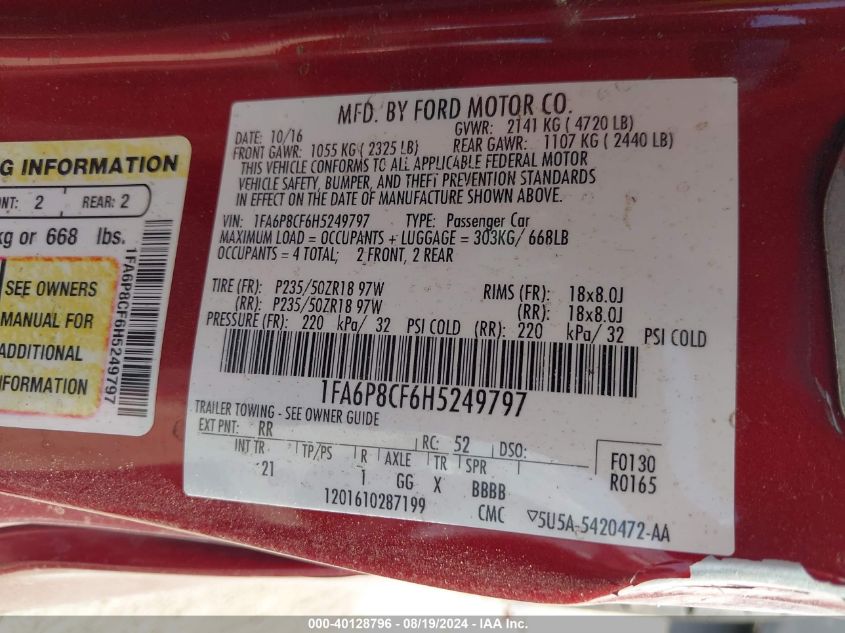 MFD. BY FORD MOTOR CO.
DATE: 10/16 GVWR: 2141 KG ( 4720 LB)
FRONT GAWR: 1055 KG ( 2325 LB) REAR GAWR: 1107 KG ( 2440 LB)
THIS VEHICLE CONFORMS TO ALL APPLICABLE FEDERAL MOTOR
VEHICLE SAFETY, BUMPER, AND THEFT PREVENTION STANDARDS
IN EFFECT ON THE DATE OF MANUFACTURE SHOWN ABOVE.
VIN: 1FA6P8CF6H5249797 TYPE: Passenger Car
MAXIMUM LOAD = OCCUPANTS + LUGGAGE = 303KG/ 668LB
OCCUPANTS = 4 TOTAL: 2 FRONT, 2 REAR
TIRE (FR): P235/50ZR18 97W RIMS (FR): 18x8.0J
(RR): P235/50ZR18 97W (RR): 18x8.0J
PRESSURE (FR): 220 kPa/ 32 PSI COLD (RR): 220 kPa/ 32 PSI COLD
1FA6P8CF6H5249797
TRAILER TOWING - SEE OWNER GUIDE
EXT PNT: RR RC: 52 DSO:
INT TR TP/PS R AXLE TR SPR F0130
21 1 GG X BBBB R0165
1201610287199 CMC ▽5U5A-5420472-AA
G INFORMATION
NT: 2 REAR: 2
kg or 668 lbs.
SEE OWNERS
MANUAL FOR
ADDITIONAL
INFORMATION
1FA6P8CF6H5249797
000-40128796 - 08/19/2024 - Copyright © 2024 IAA, Inc.